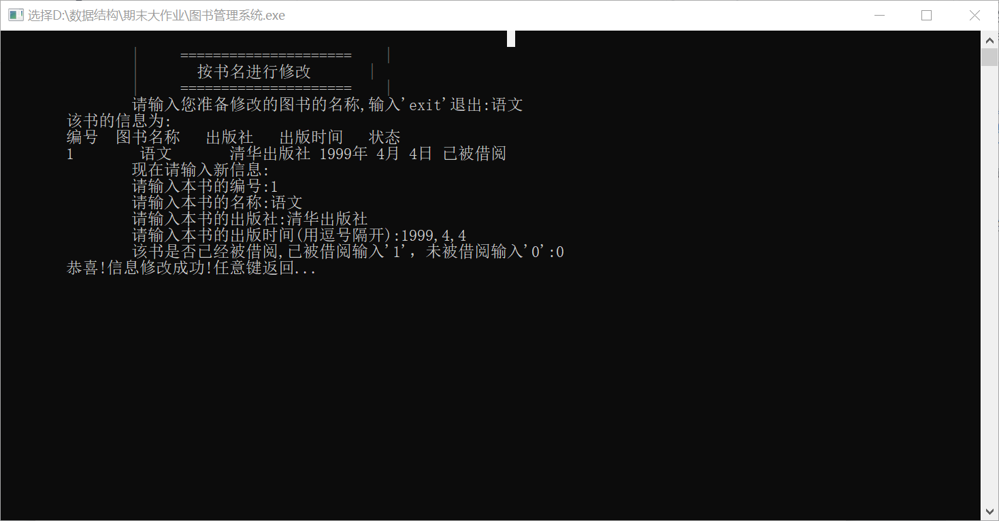 选择D:\数据结构\期末大作业\图书管理系统.exe
=====================
按书名进行修改
=====================
请输入您准备修改的图书的名称,输入'exit'退出:语文
该书的信息为:
编号 图书名称 出版社 出版时间 状态
1 语文 清华出版社 1999年 4月 4日 已被借阅
现在请输入新信息:
请输入本书的编号:1
请输入本书的名称:语文
请输入本书的出版社:清华出版社
请输入本书的出版时间(用逗号隔开):1999,4,4
该书是否已经被借阅,已被借阅输入'1'，未被借阅输入'0':0
恭喜!信息修改成功!任意键返回...